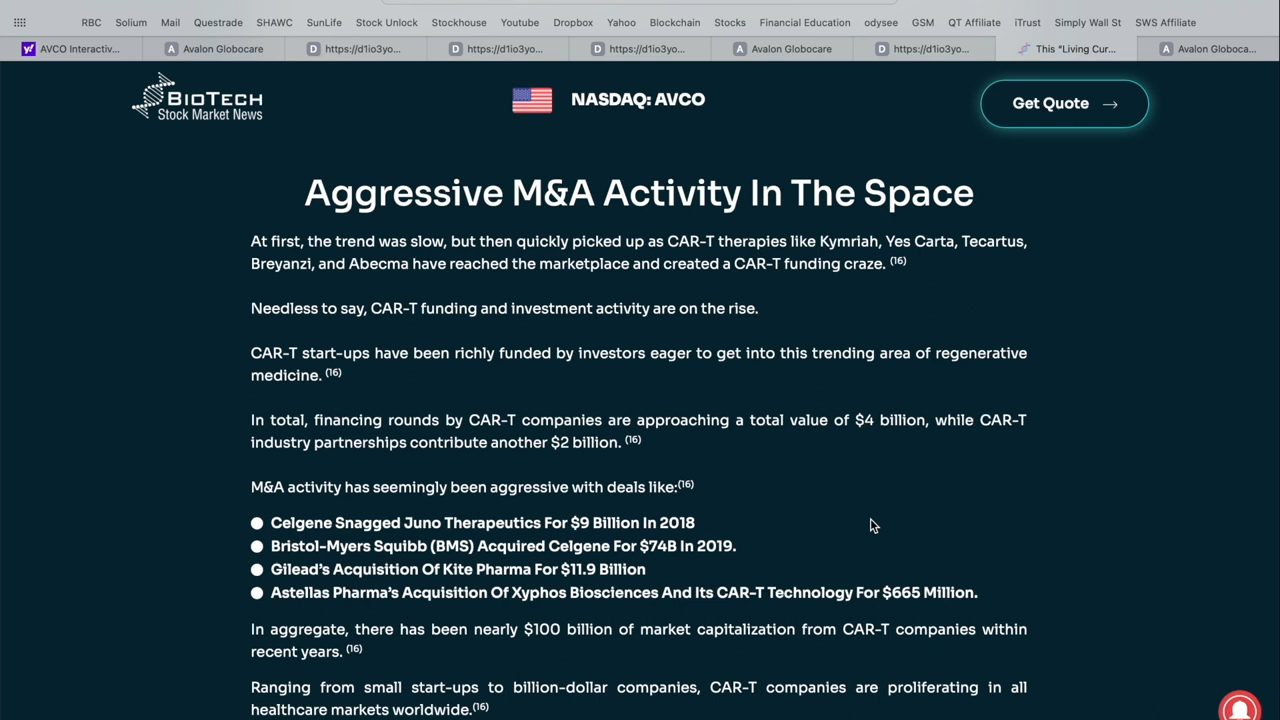 RBC Solium Mail Questrade SHAWC SunLife Stock Unlock Stockhouse Youtube Dropbox Yahoo Blockchain Stocks Financial Education odysee GSM QT Affiliate iTrust Simply Wall St SWS Affiliate
AVCO Interactiv... A Avalon Globocare D https://d1io3yo... D https://d1io3yo... D https://d1io3yo... A Avalon Globocare D https://d1io3yo... This "Living Cur... A Avalon Globoca...
BIOTECH
Stock Market News
NASDAQ: AVCO
Get Quote →
Aggressive M&A Activity In The Space
At first, the trend was slow, but then quickly picked up as CAR-T therapies like Kymriah, Yes Carta, Tecartus,
Breyanzi, and Abecma have reached the marketplace and created a CAR-T funding craze. (16)
Needless to say, CAR-T funding and investment activity are on the rise.
CAR-T start-ups have been richly funded by investors eager to get into this trending area of regenerative
medicine. (16)
In total, financing rounds by CAR-T companies are approaching a total value of $4 billion, while CAR-T
industry partnerships contribute another $2 billion. (16)
M&A activity has seemingly been aggressive with deals like:(16)
● Celgene Snagged Juno Therapeutics For $9 Billion In 2018
● Bristol-Myers Squibb (BMS) Acquired Celgene For $74B In 2019.
● Gilead's Acquisition Of Kite Pharma For $11.9 Billion
● Astellas Pharma's Acquisition Of Xyphos Biosciences And Its CAR-T Technology For $665 Million.
In aggregate, there has been nearly $100 billion of market capitalization from CAR-T companies within
recent years. (16)
Ranging from small start-ups to billion-dollar companies, CAR-T companies are proliferating in all
healthcare markets worldwide.(16)